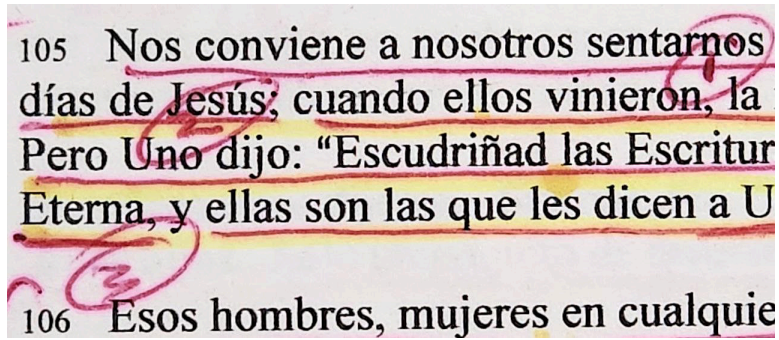 105 Nos conviene a nosotros sentarnos
días de Jesús; cuando ellos vinieron, la
Pero Uno dijo: “Escudriñad las Escritur
Eterna, y ellas son las que les dicen a U
106 Esos hombres, mujeres en cualquie